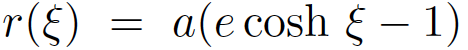 r(ξ) = a(e cosh ξ − 1)